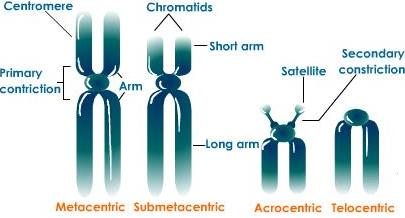 Centromere
Chromatids
Short arm
Secondary
constriction
Satellite
Primary
contriction
Arm
Long arm
Metacentric
Submetacentric
Acrocentric
Telocentric